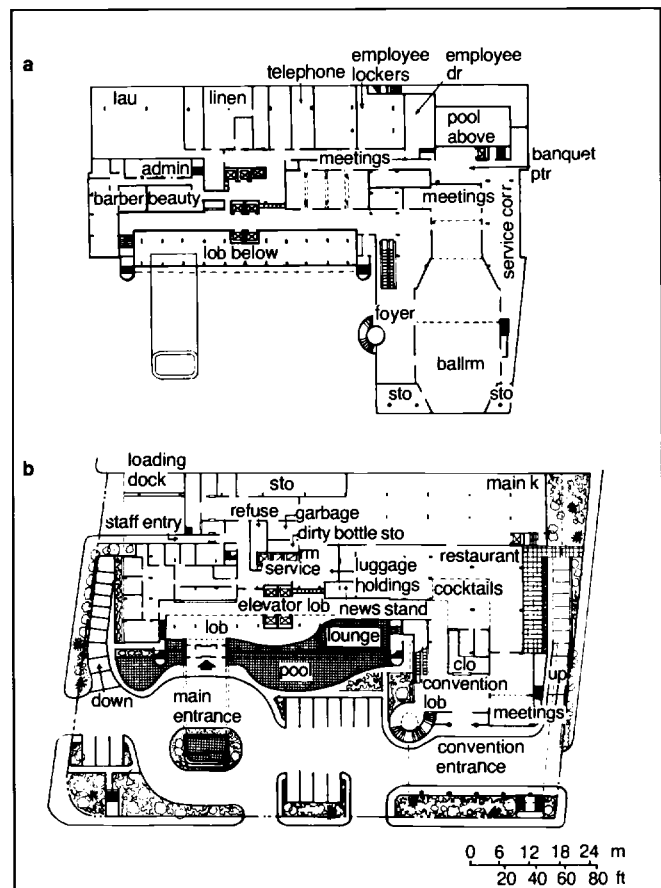 a
employee
lockers
employee
dr
telephone
lau
linen
pool
above
meetings
banquet
ptr
admin
barber
beauty
meetings
service corr.
lob below
foyer
ballrm
sto
sto
b
loading
dock
sto
main k
refuse
garbage
staff entry
dirty bottle sto
rm
service
restaurant
luggage
holdings
cocktails
elevator lob
news stand
lob
lounge
pool
clo
up
down
main
entrance
convention
lob
meetings
convention
entrance
0 6 12 18 24 m
20 40 60 80 ft